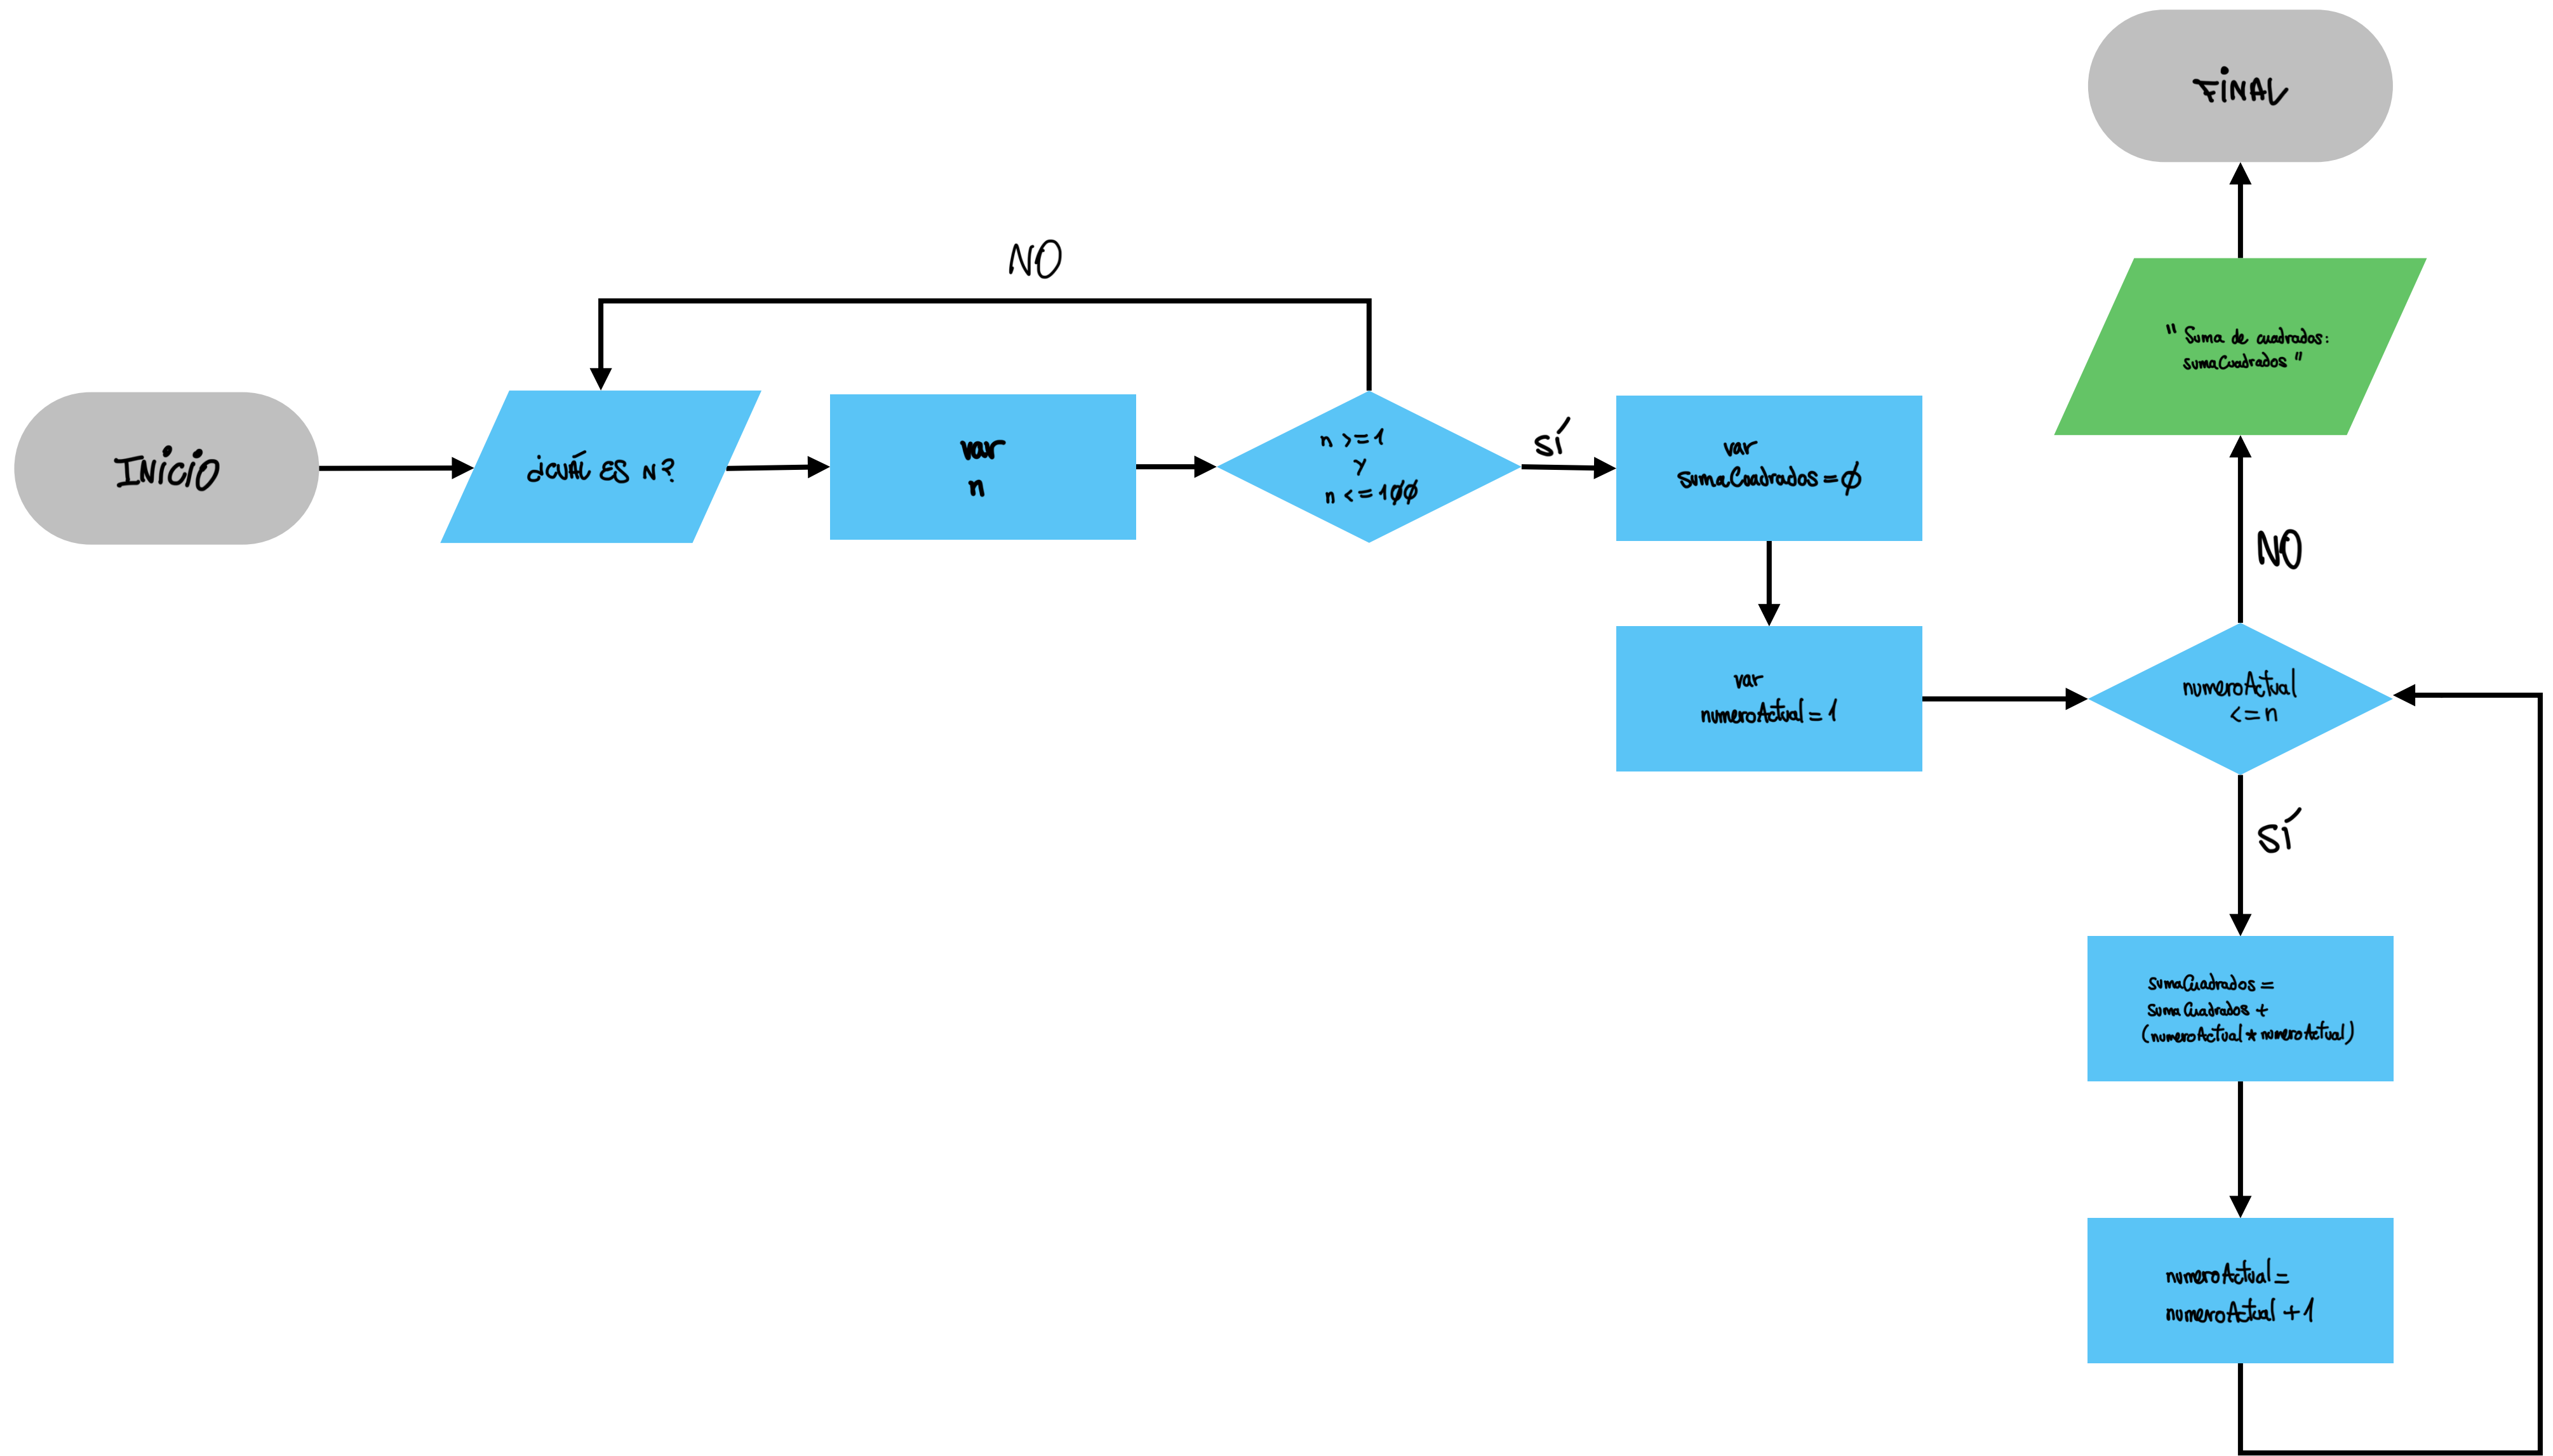 INICIO
¿CUÁL ES N?
var
n
NO
n >= 1
y
n <= 100
SÍ
var
sumaCuadrados = 0
var
numeroActual = 1
numeroActual
<= n
NO
" Suma de cuadrados:
sumaCuadrados "
FINAL
SÍ
sumaCuadrados =
sumaCuadrados +
(numeroActual * numeroActual)
numeroActual =
numeroActual + 1